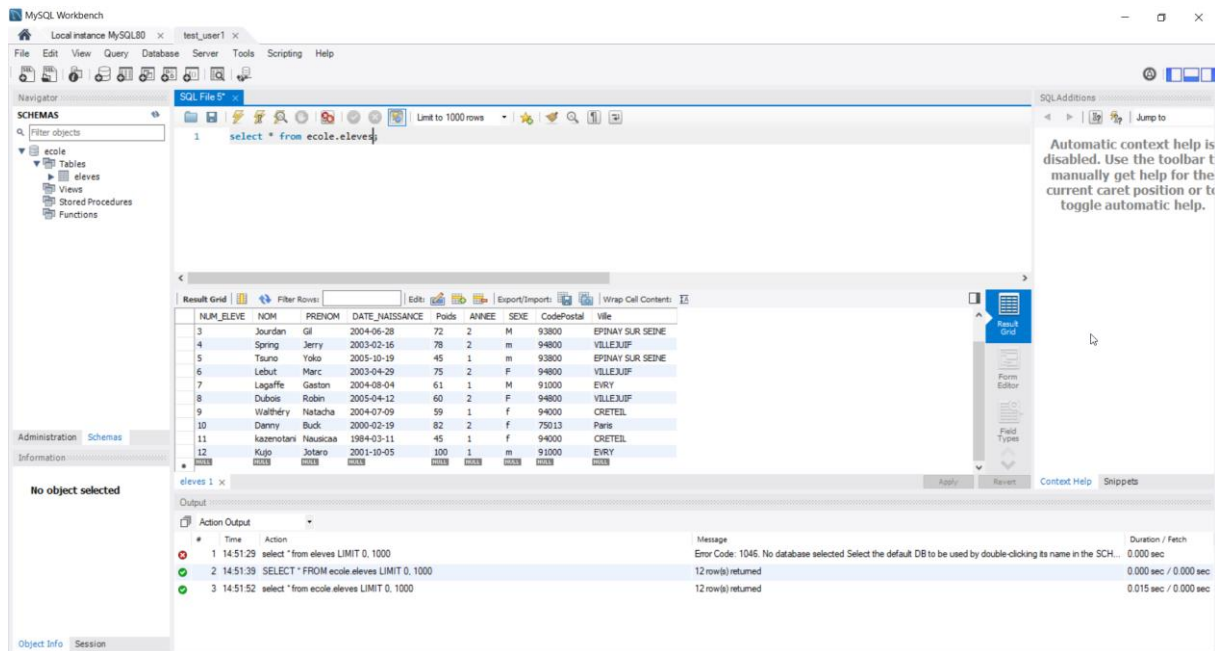 MySQL Workbench
Local instance MySQL80 × test_user1 ×
File Edit View Query Database Server Tools Scripting Help
Navigator
SCHEMAS
Filter objects
ecole
Tables
eleves
Views
Stored Procedures
Functions
Administration Schemas
Information
No object selected
Object Info Session
SQL File 5* ×
Limit to 1000 rows
1 select * from ecole.eleves;
Result Grid Filter Rows: Edit: Export/Import: Wrap Cell Content:
NUM_ELEVE NOM PRENOM DATE_NAISSANCE Poids ANNEE SEXE CodePostal Ville
3 Jourdan Gil 2004-06-28 72 2 M 93800 EPINAY SUR SEINE
4 Spring Jerry 2003-02-16 78 2 m 94800 VILLEJUIF
5 Tsuno Yoko 2005-10-19 45 1 m 93800 EPINAY SUR SEINE
6 Lebut Marc 2003-04-29 75 2 F 94800 VILLEJUIF
7 Lagaffe Gaston 2004-08-04 61 1 M 91000 EVRY
8 Dubois Robin 2005-04-12 60 2 F 94800 VILLEJUIF
9 Walthéry Natacha 2004-07-09 59 1 f 94000 CRETEIL
10 Danny Buck 2000-02-19 82 2 f 75013 Paris
11 kazenotani Nausicaa 1984-03-11 45 1 f 94000 CRETEIL
12 Kujo Jotaro 2001-10-05 100 1 m 91000 EVRY
NULL NULL NULL NULL NULL NULL NULL NULL NULL
Result Grid
Form Editor
Field Types
eleves 1 × Apply Revert
Output
Action Output
# Time Action Message Duration / Fetch
1 14:51:29 select * from eleves LIMIT 0, 1000 Error Code: 1046. No database selected Select the default DB to be used by double-clicking its name in the SCH... 0.000 sec
2 14:51:39 SELECT * FROM ecole.eleves LIMIT 0, 1000 12 row(s) returned 0.000 sec / 0.000 sec
3 14:51:52 select * from ecole.eleves LIMIT 0, 1000 12 row(s) returned 0.015 sec / 0.000 sec
SQLAdditions
Jump to
Automatic context help is
disabled. Use the toolbar t
manually get help for the
current caret position or to
toggle automatic help.
Context Help Snippets